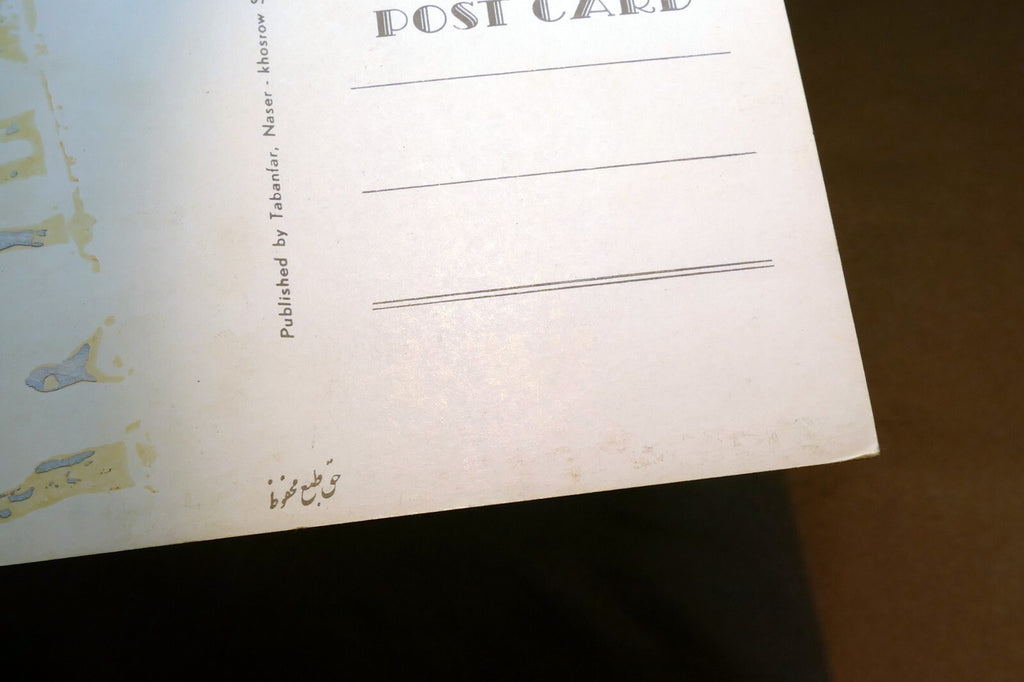 POST CARD
Published by Tabanfar, Naser - khosrow S
حق طبع محفوظ